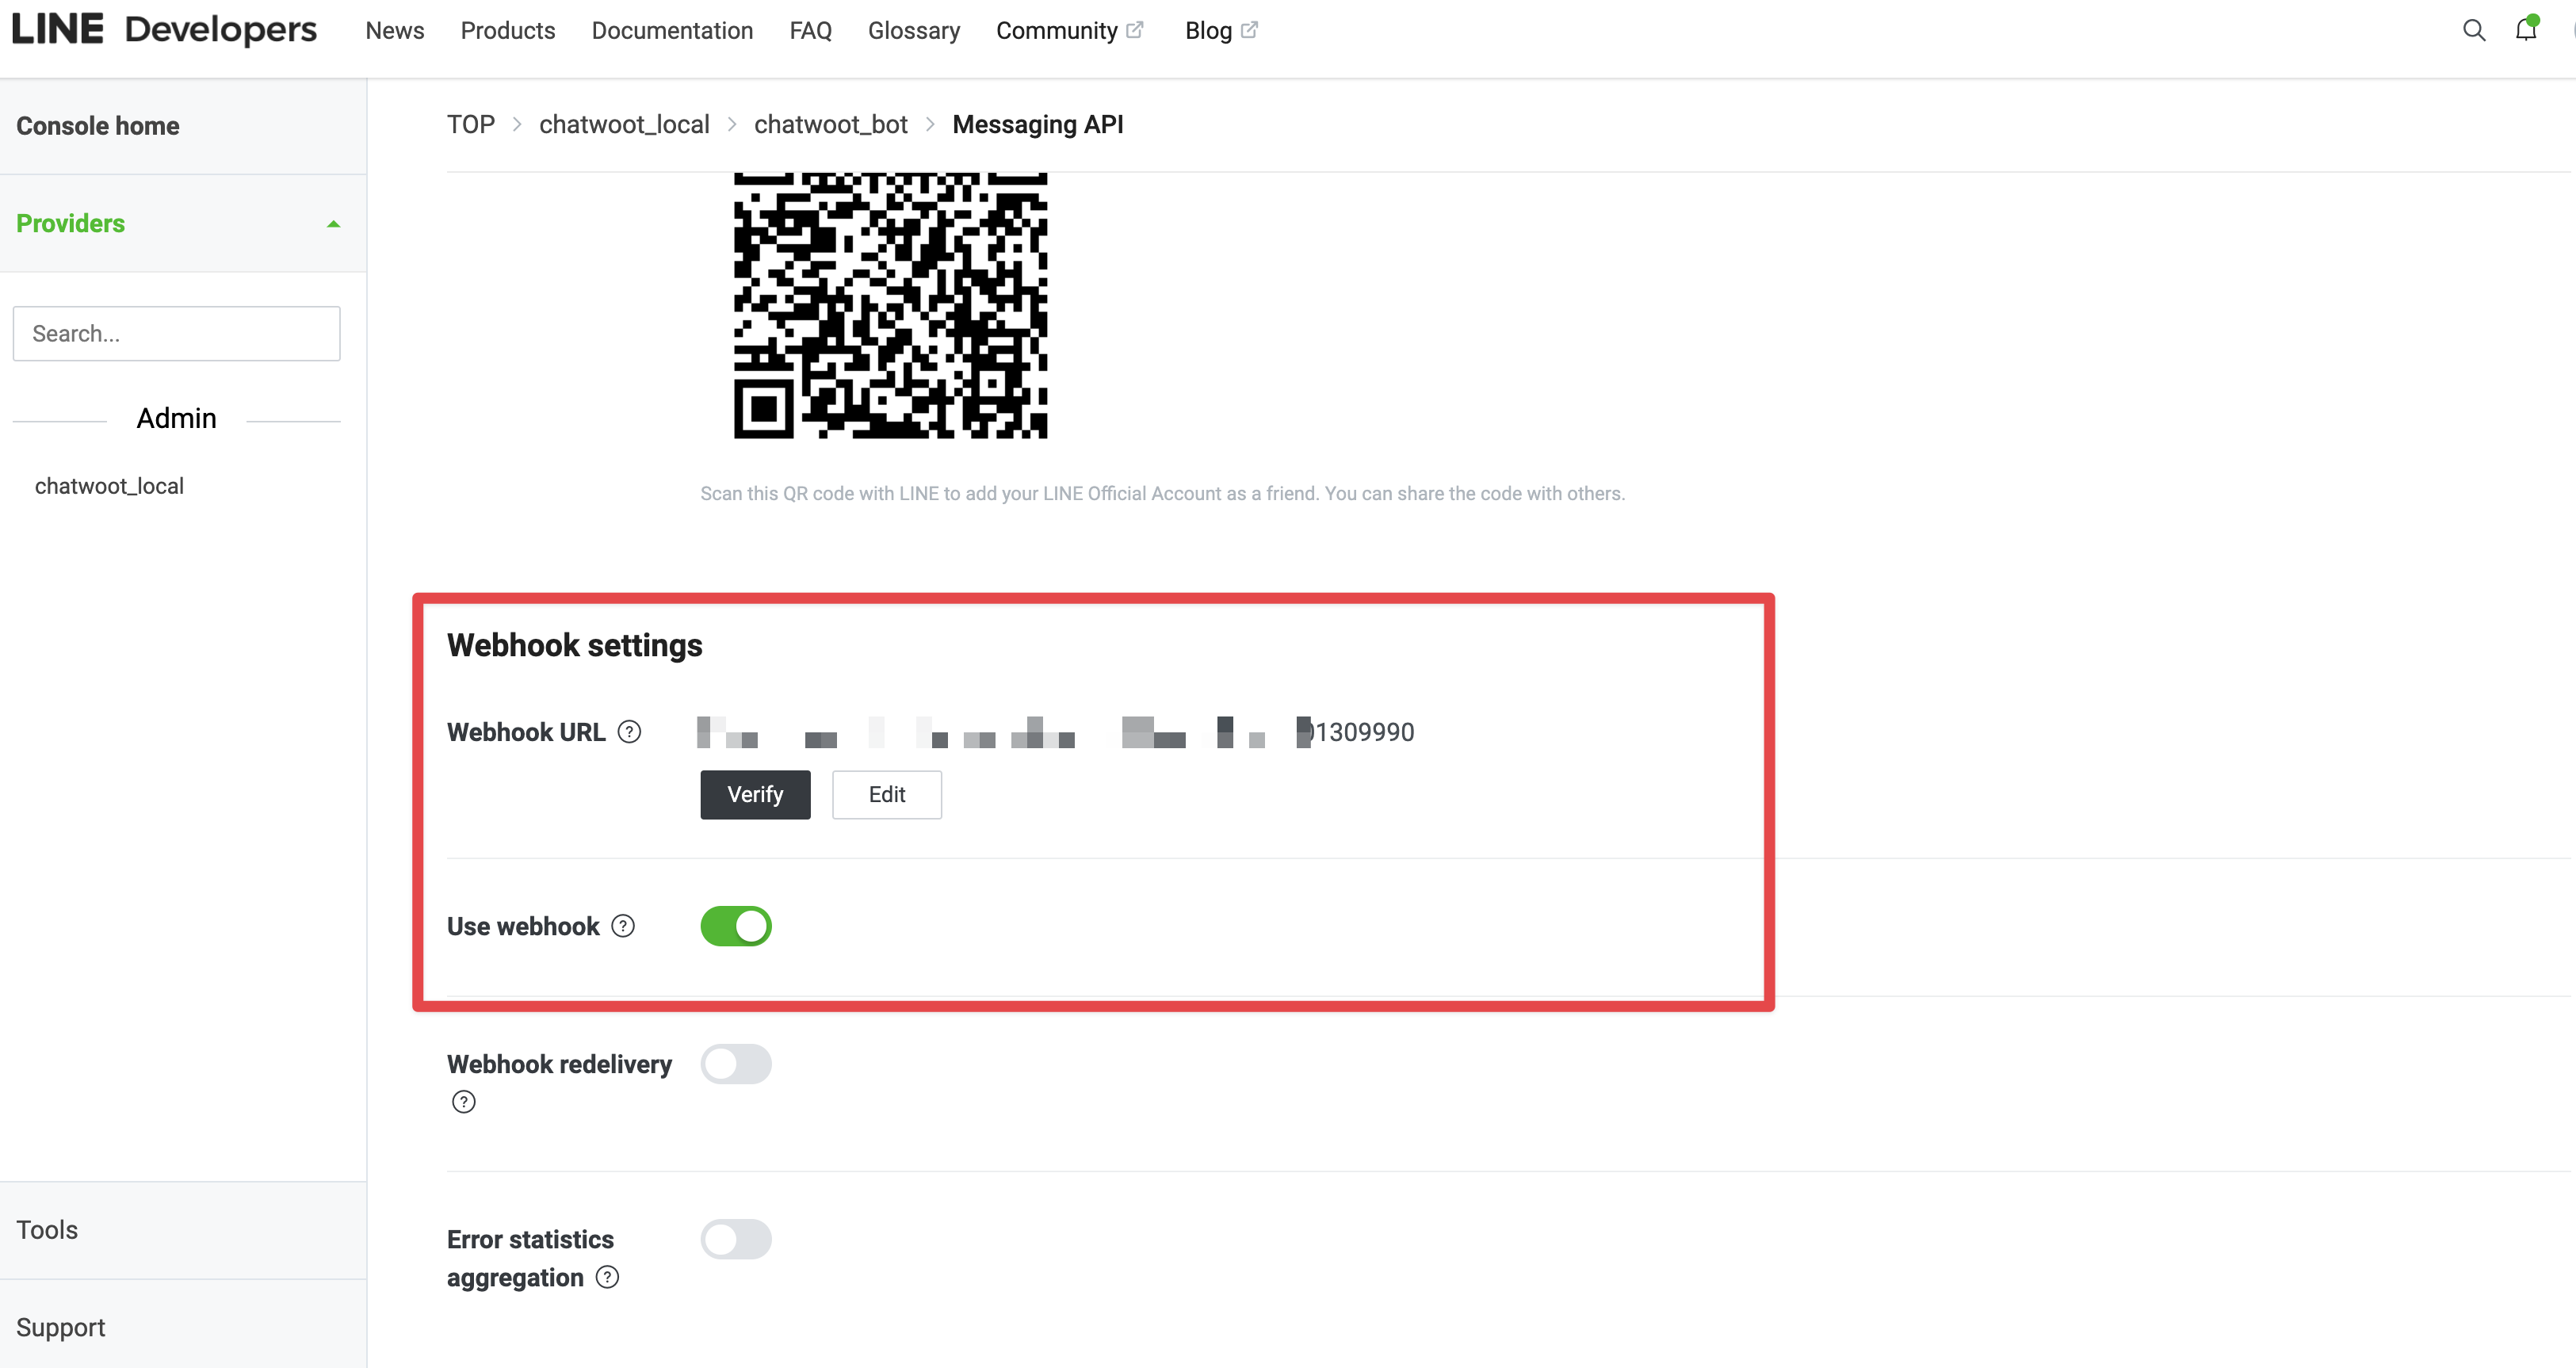 LINE Developers News Products Documentation FAQ Glossary Community Blog
Console home
Providers
Search...
Admin
chatwoot_local
Tools
Support
TOP > chatwoot_local > chatwoot_bot > Messaging API
Scan this QR code with LINE to add your LINE Official Account as a friend. You can share the code with others.
Webhook settings
Webhook URL ? 1309990
Verify Edit
Use webhook ?
Webhook redelivery
?
Error statistics
aggregation ?